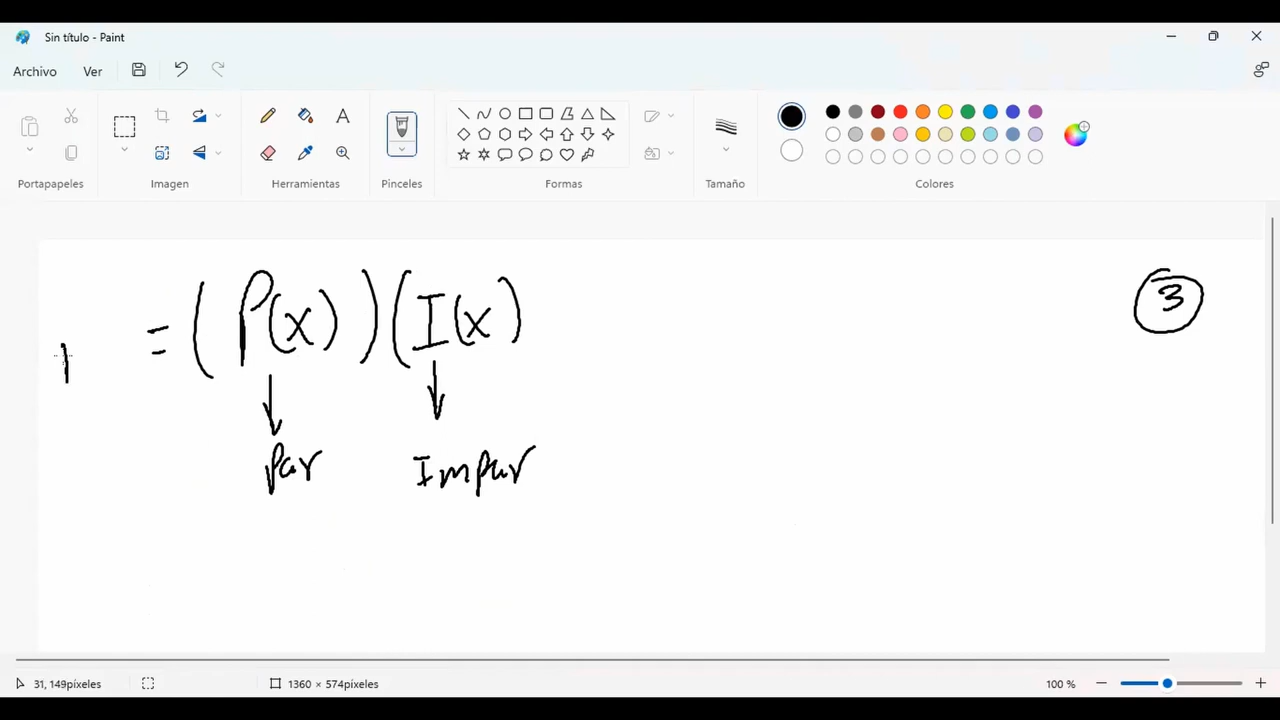 Sin título - Paint
Archivo Ver
Portapapeles Imagen Herramientas Pinceles Formas Tamaño Colores
= (P(x))(I(x)
3
Par Impar
31, 149píxeles 1360 × 574píxeles 100 %